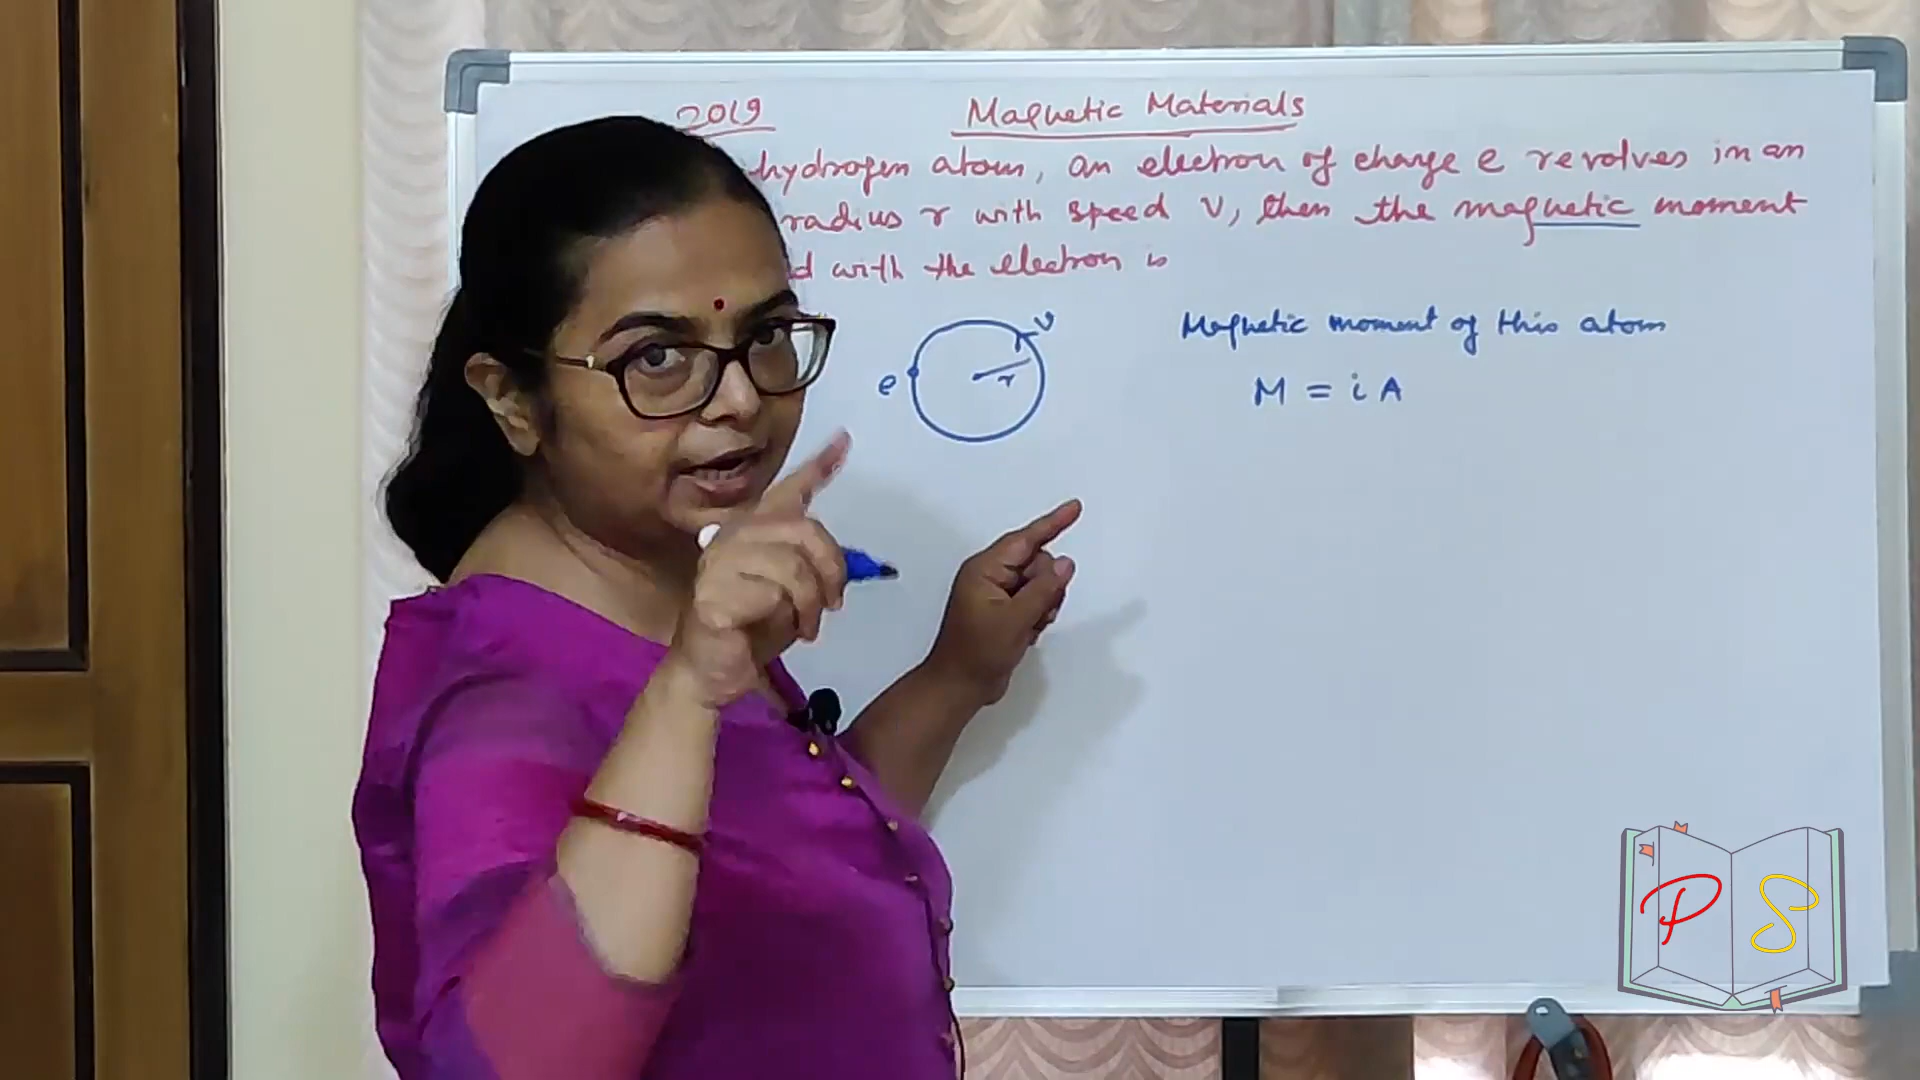 2019
Magnetic Materials
hydrogen atom, an electron of charge e revolves in an
radius r with speed v, then the magnetic moment
with the electron is
v
r
e
Magnetic moment of this atom
M = i A
P S